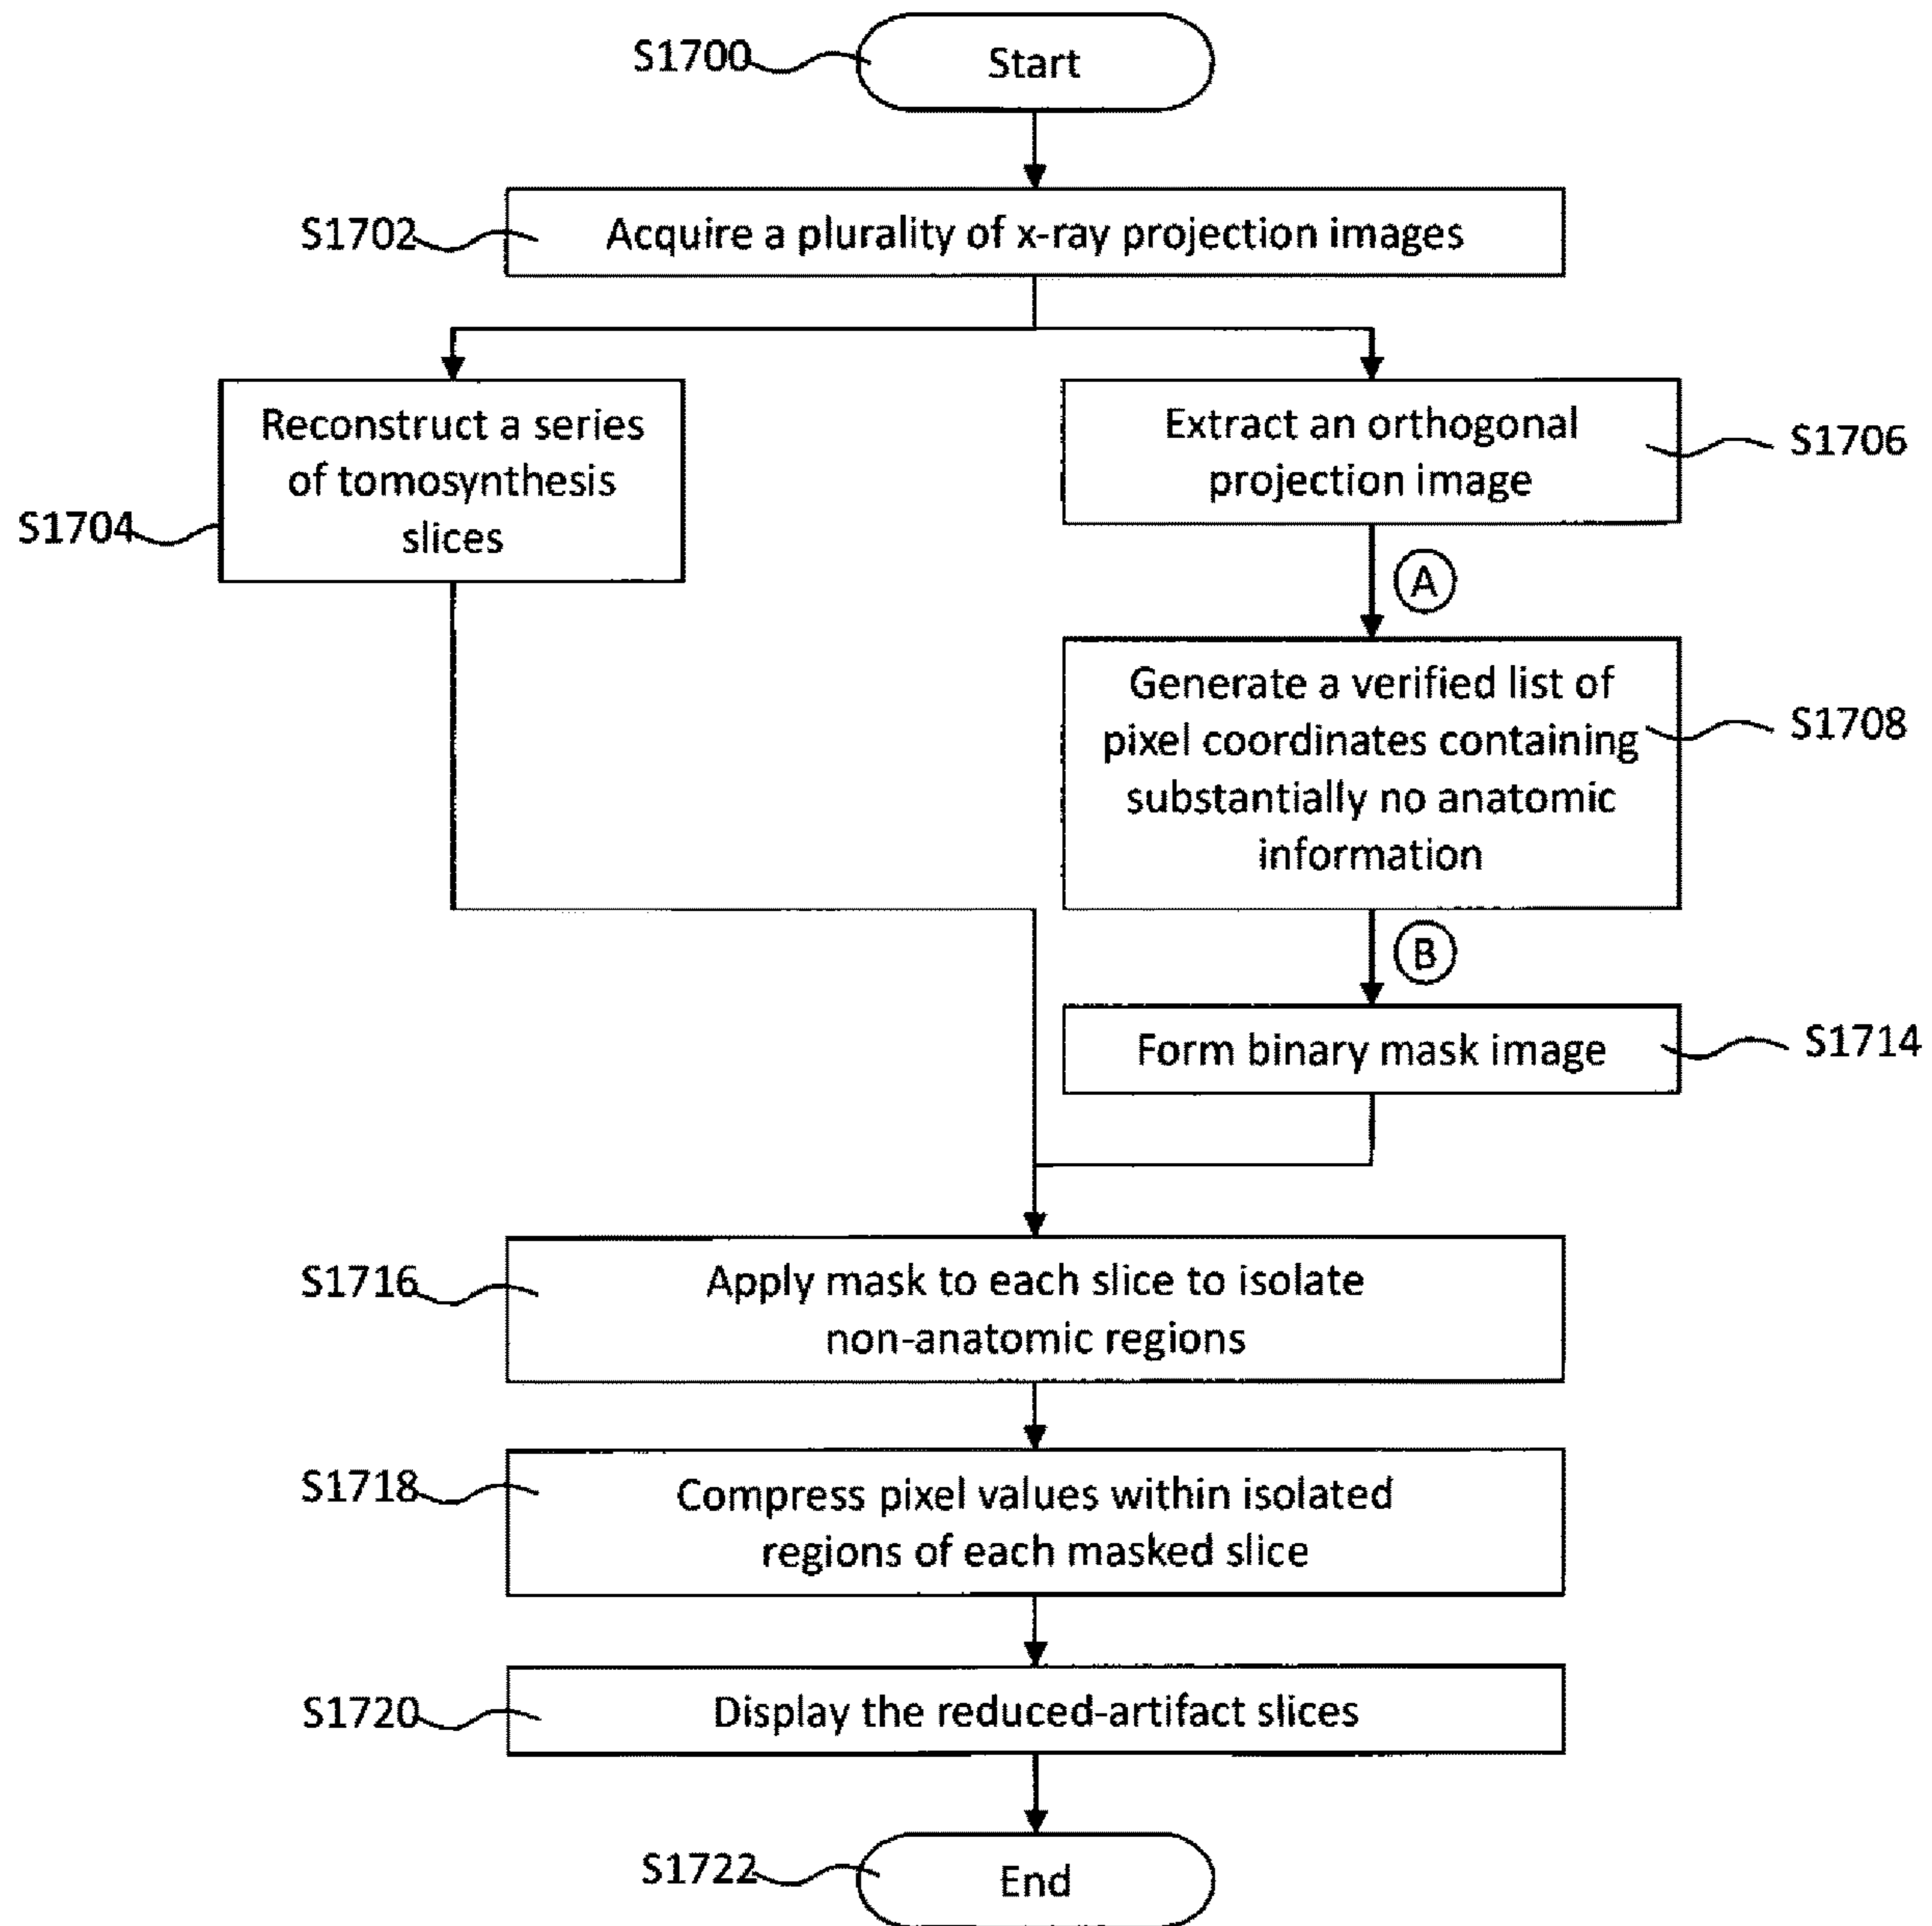 S1700
Start
S1702
Acquire a plurality of x-ray projection images
S1704
Reconstruct a series
of tomosynthesis
slices
Extract an orthogonal
projection image
S1706
A
Generate a verified list of
pixel coordinates containing
substantially no anatomic
information
S1708
B
Form binary mask image
S1714
S1716
Apply mask to each slice to isolate
non-anatomic regions
S1718
Compress pixel values within isolated
regions of each masked slice
S1720
Display the reduced-artifact slices
S1722
End